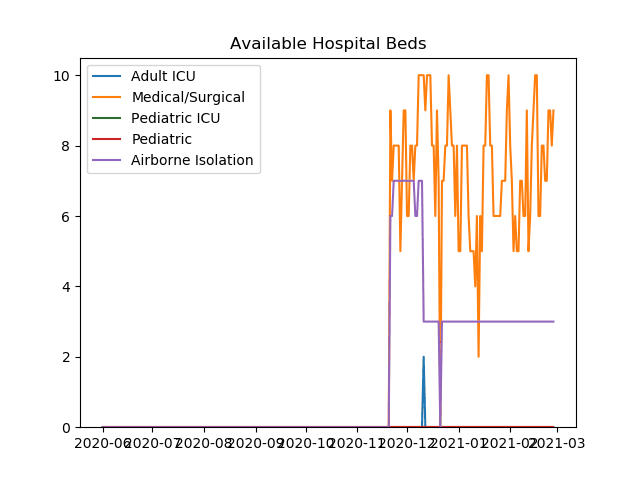 Available Hospital Beds
Adult ICU
Medical/Surgical
Pediatric ICU
Pediatric
Airborne Isolation
10
8
6
4
2
0
2020-06 2020-07 2020-08 2020-09 2020-10 2020-11 2020-12 2021-01 2021-02 2021-03